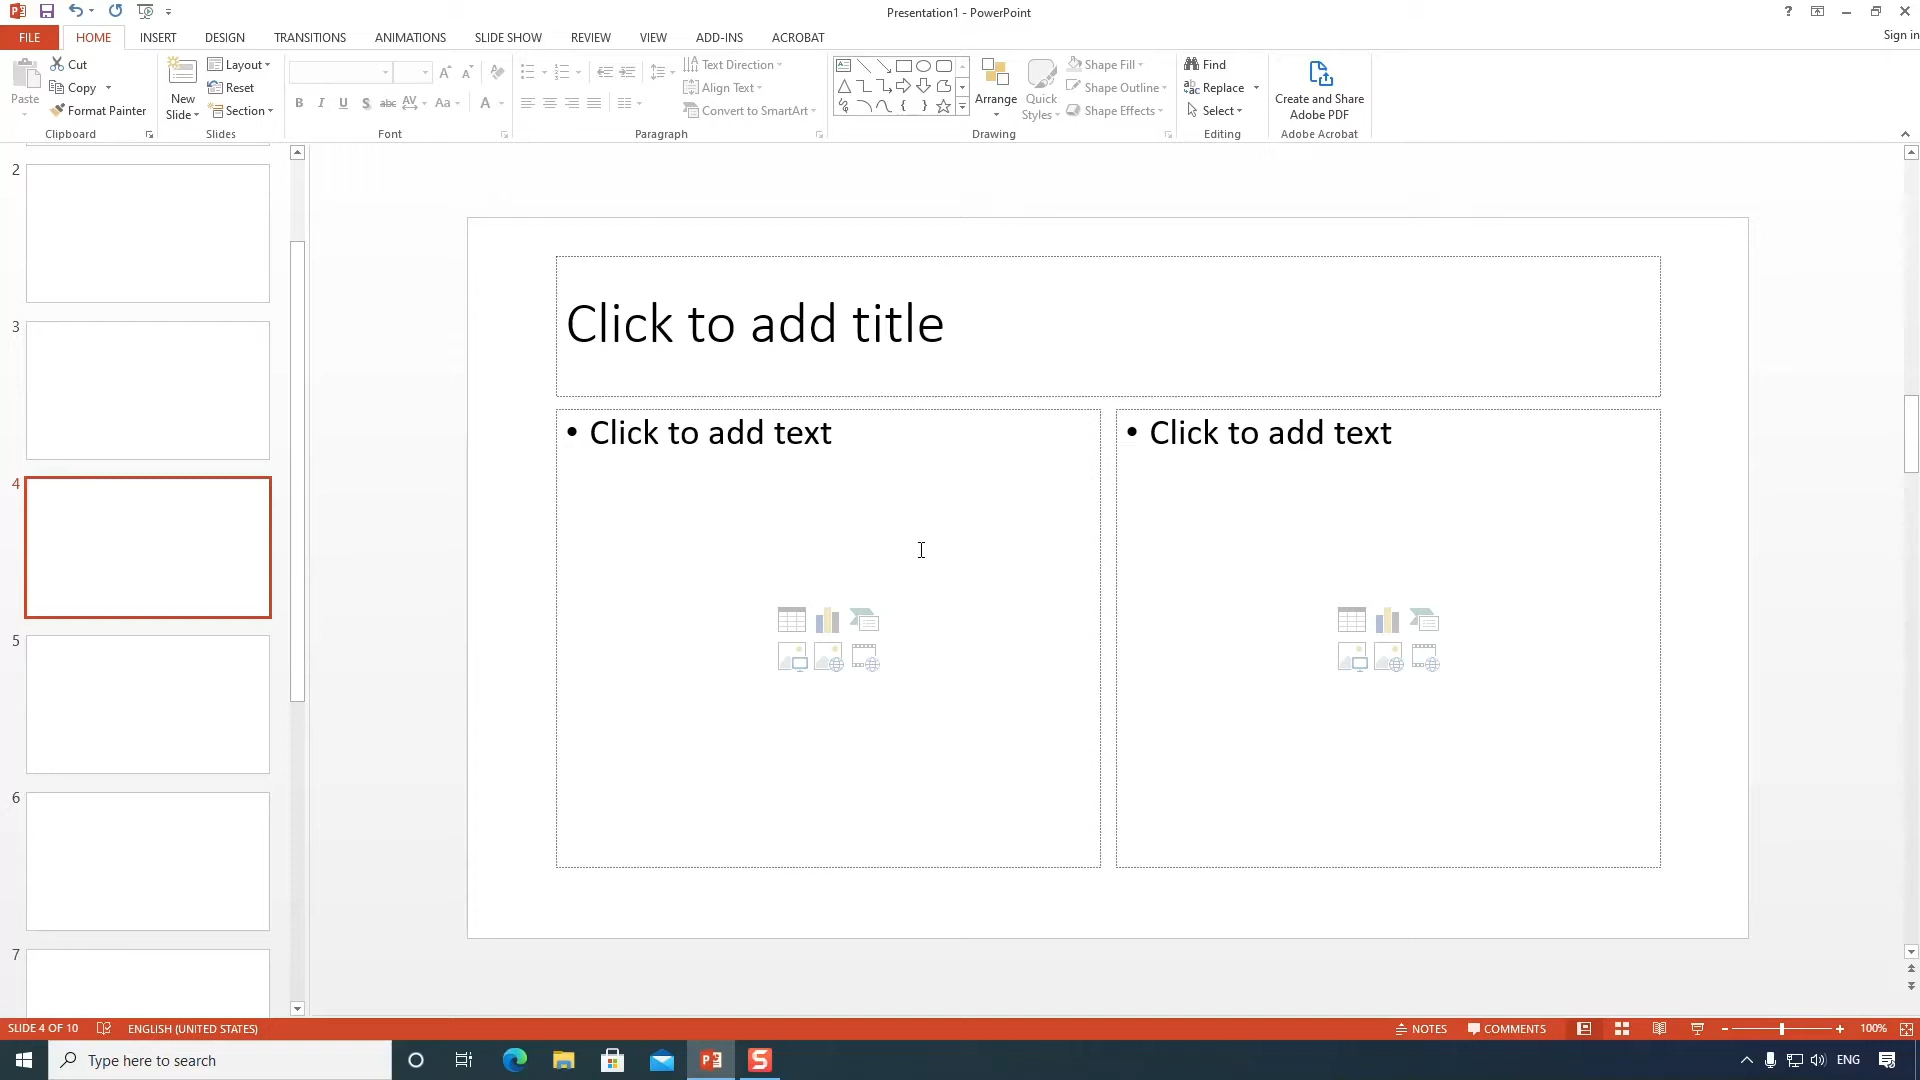 Presentation1 - PowerPoint
FILE HOME INSERT DESIGN TRANSITIONS ANIMATIONS SLIDE SHOW REVIEW VIEW ADD-INS ACROBAT Sign in
Paste
Cut
Copy
Format Painter
Clipboard
New
Slide
Layout
Reset
Section
Slides
B I U S abc AV Aa A
Font
Text Direction
Align Text
Convert to SmartArt
Paragraph
Arrange
Quick
Styles
Shape Fill
Shape Outline
Shape Effects
Drawing
Find
Replace
Select
Editing
Create and Share
Adobe PDF
Adobe Acrobat
2
3
4
5
6
7
Click to add title
• Click to add text
• Click to add text
SLIDE 4 OF 10 ENGLISH (UNITED STATES) NOTES COMMENTS 100%
Type here to search
ENG